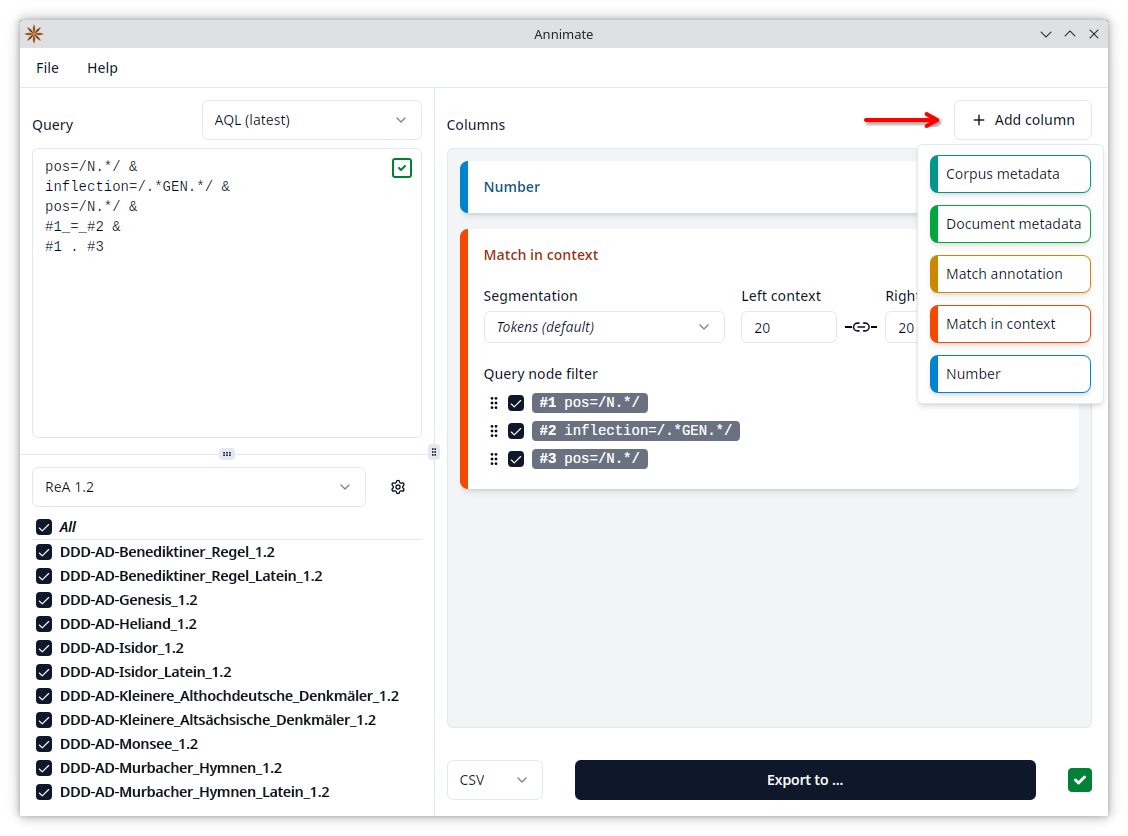 Annimate
File Help
Query
AQL (latest)
pos=/N.*/ &
inflection=/.*GEN.*/ &
pos=/N.*/ &
#1_=_#2 &
#1 . #3
ReA 1.2
All
DDD-AD-Benediktiner_Regel_1.2
DDD-AD-Benediktiner_Regel_Latein_1.2
DDD-AD-Genesis_1.2
DDD-AD-Heliand_1.2
DDD-AD-Isidor_1.2
DDD-AD-Isidor_Latein_1.2
DDD-AD-Kleinere_Althochdeutsche_Denkmäler_1.2
DDD-AD-Kleinere_Altsächsische_Denkmäler_1.2
DDD-AD-Monsee_1.2
DDD-AD-Murbacher_Hymnen_1.2
DDD-AD-Murbacher_Hymnen_Latein_1.2
Columns
+ Add column
Corpus metadata
Document metadata
Match annotation
Match in context
Number
Number
Match in context
Segmentation
Tokens (default)
Left context
20
Right
20
Query node filter
#1 pos=/N.*/
#2 inflection=/.*GEN.*/
#3 pos=/N.*/
CSV
Export to ...